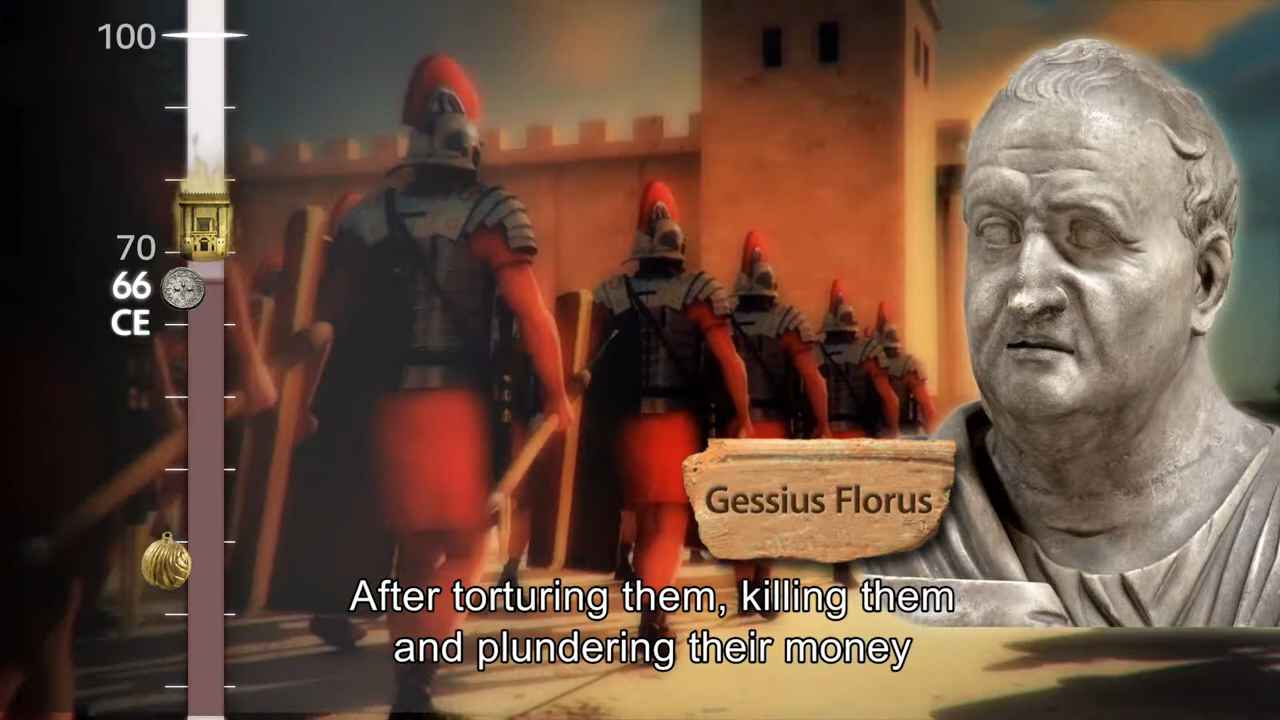 100
70
66
CE
Gessius Florus
After torturing them, killing them
and plundering their money